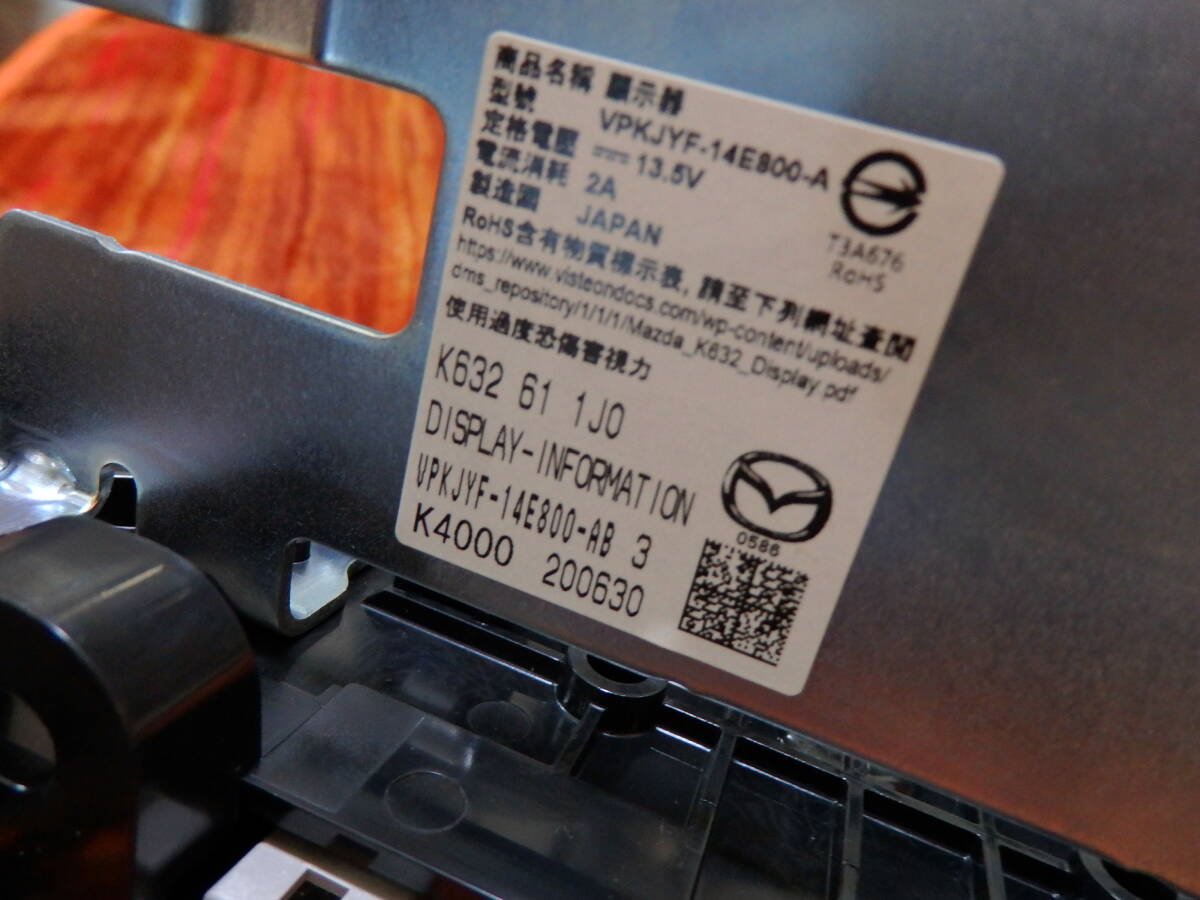 商品名稱 顯示器
型號 VPKJYF-14E800-A
定格電壓 13.5V
電流消耗 2A
製造國 JAPAN
T3A676
RoHS
RoHS含有物質標示表, 請至下列網址查閱
https://www.visteondocs.com/wp-content/uploads/
cms_repository/1/1/1/Mazda_K632_Display.pdf
使用過度恐傷害視力
K632 61 1J0
DISPLAY-INFORMATION
VPKJYF-14E800-AB 3
K4000 200630
0586